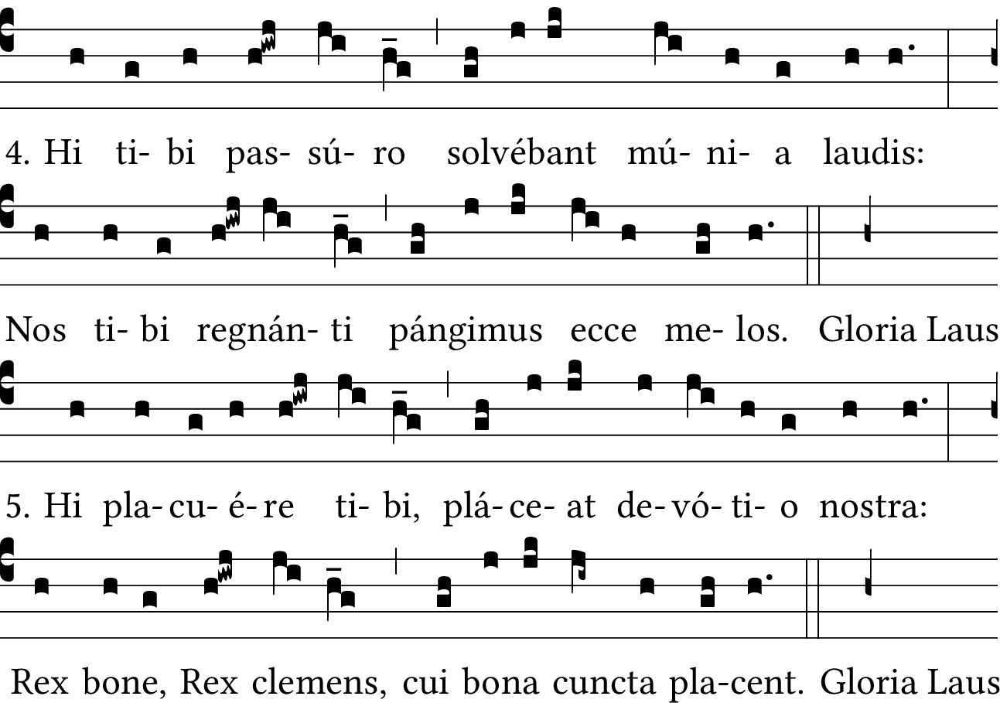 4. Hi ti- bi pas- sú- ro solvébant mú- ni- a laudis:
Nos ti- bi regnán- ti pángimus ecce me- los. Gloria Laus
5. Hi pla- cu- é- re ti- bi, plá- ce- at de- vó- ti- o nostra:
Rex bone, Rex clemens, cui bona cuncta pla-cent. Gloria Laus